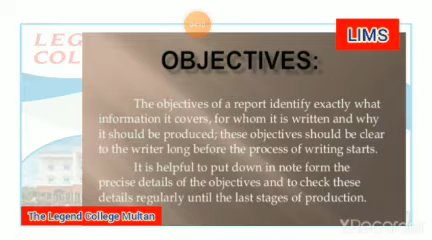 LEG
COL
LIMS
OBJECTIVES:
The objectives of a report identify exactly what
information it covers, for whom it is written and why
it should be produced; these objectives should be clear
to the writer long before the process of writing starts.
It is helpful to put down in note form the
precise details of the objectives and to check these
details regularly until the last stages of production.
The Legend College Multan